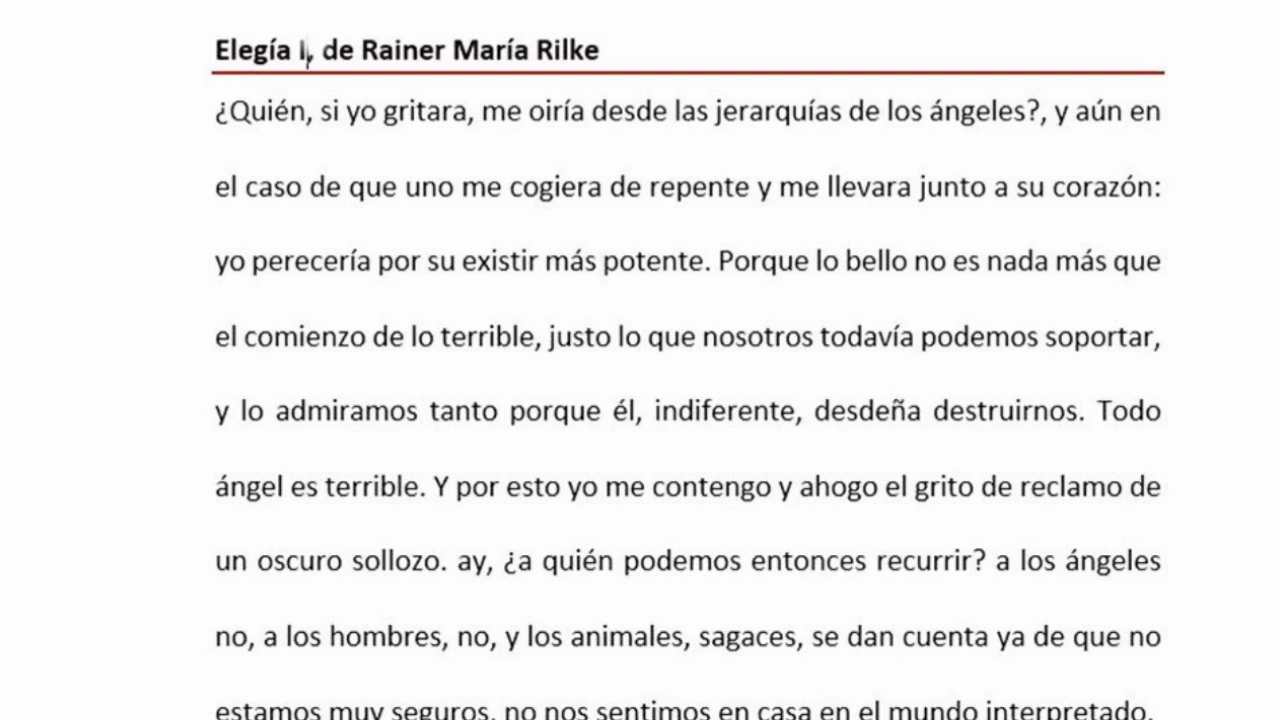 Elegía I, de Rainer María Rilke
¿Quién, si yo gritara, me oiría desde las jerarquías de los ángeles?, y aún en
el caso de que uno me cogiera de repente y me llevara junto a su corazón:
yo perecería por su existir más potente. Porque lo bello no es nada más que
el comienzo de lo terrible, justo lo que nosotros todavía podemos soportar,
y lo admiramos tanto porque él, indiferente, desdeña destruirnos. Todo
ángel es terrible. Y por esto yo me contengo y ahogo el grito de reclamo de
un oscuro sollozo. ay, ¿a quién podemos entonces recurrir? a los ángeles
no, a los hombres, no, y los animales, sagaces, se dan cuenta ya de que no
estamos muy seguros, no nos sentimos en casa en el mundo interpretado.